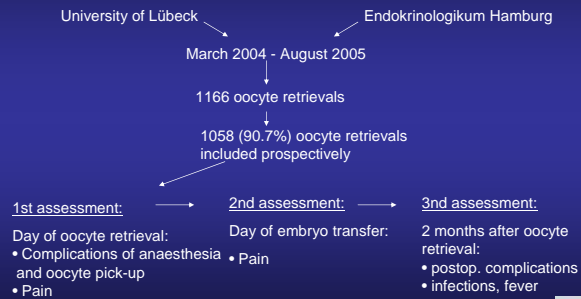 University of Lübeck
Endokrinologikum Hamburg
March 2004 - August 2005
1166 oocyte retrievals
1058 (90.7%) oocyte retrievals
included prospectively
1st assessment:
Day of oocyte retrieval:
• Complications of anaesthesia
and oocyte pick-up
• Pain
2nd assessment:
Day of embryo transfer:
• Pain
3nd assessment:
2 months after oocyte
retrieval:
• postop. complications
• infections, fever